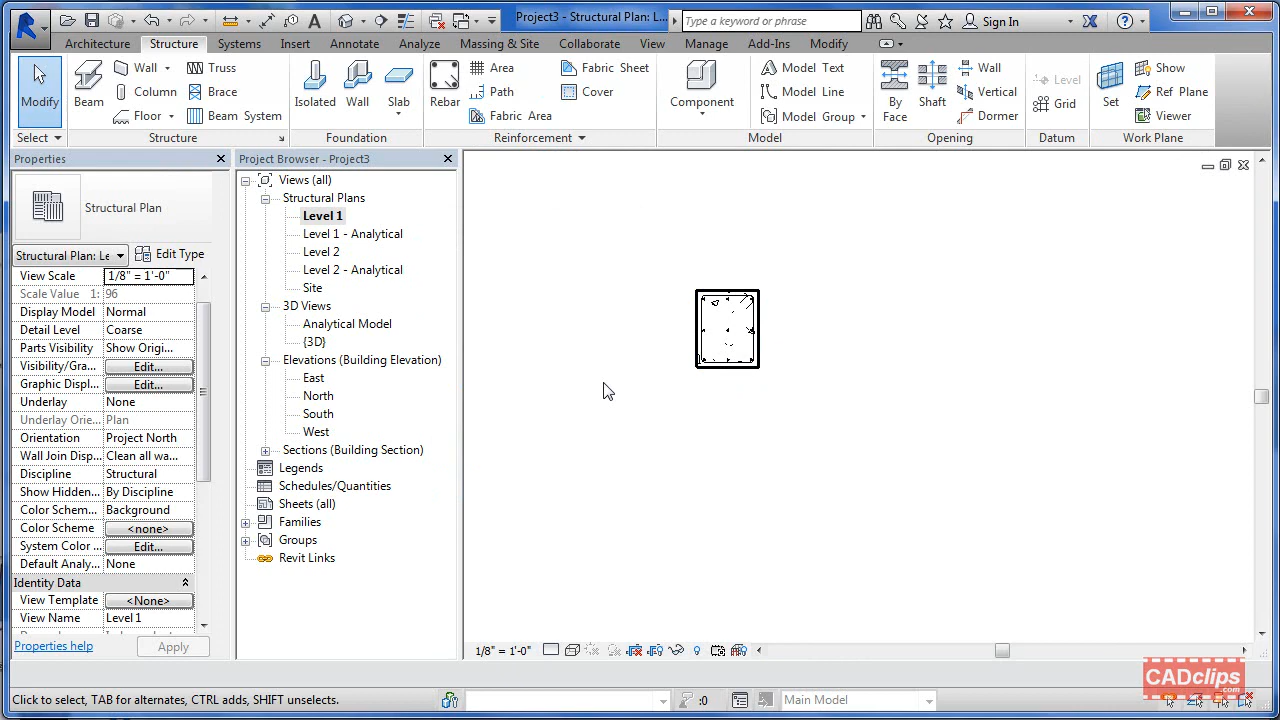 Project3 - Structural Plan: L...
Type a keyword or phrase
Sign In
Architecture
Structure
Systems
Insert
Annotate
Analyze
Massing & Site
Collaborate
View
Manage
Add-Ins
Modify
Modify
Select
Beam
Wall
Column
Floor
Truss
Brace
Beam System
Structure
Isolated
Wall
Slab
Foundation
Rebar
Area
Path
Fabric Area
Fabric Sheet
Cover
Reinforcement
Component
Model Text
Model Line
Model Group
Model
By
Face
Shaft
Wall
Vertical
Dormer
Opening
Level
Grid
Datum
Set
Show
Ref Plane
Viewer
Work Plane
Properties
Structural Plan
Structural Plan: Le
Edit Type
View Scale 1/8" = 1'-0"
Scale Value 1: 96
Display Model Normal
Detail Level Coarse
Parts Visibility Show Origi...
Visibility/Gra... Edit...
Graphic Displ... Edit...
Underlay None
Underlay Orie... Plan
Orientation Project North
Wall Join Disp... Clean all wa...
Discipline Structural
Show Hidden... By Discipline
Color Schem... Background
Color Scheme <none>
System Color ... Edit...
Default Analy... None
Identity Data
View Template <None>
View Name Level 1
Properties help
Apply
Project Browser - Project3
Views (all)
Structural Plans
Level 1
Level 1 - Analytical
Level 2
Level 2 - Analytical
Site
3D Views
Analytical Model
{3D}
Elevations (Building Elevation)
East
North
South
West
Sections (Building Section)
Legends
Schedules/Quantities
Sheets (all)
Families
Groups
Revit Links
1/8" = 1'-0"
CADclips
.com
Click to select, TAB for alternates, CTRL adds, SHIFT unselects.
:0
Main Model